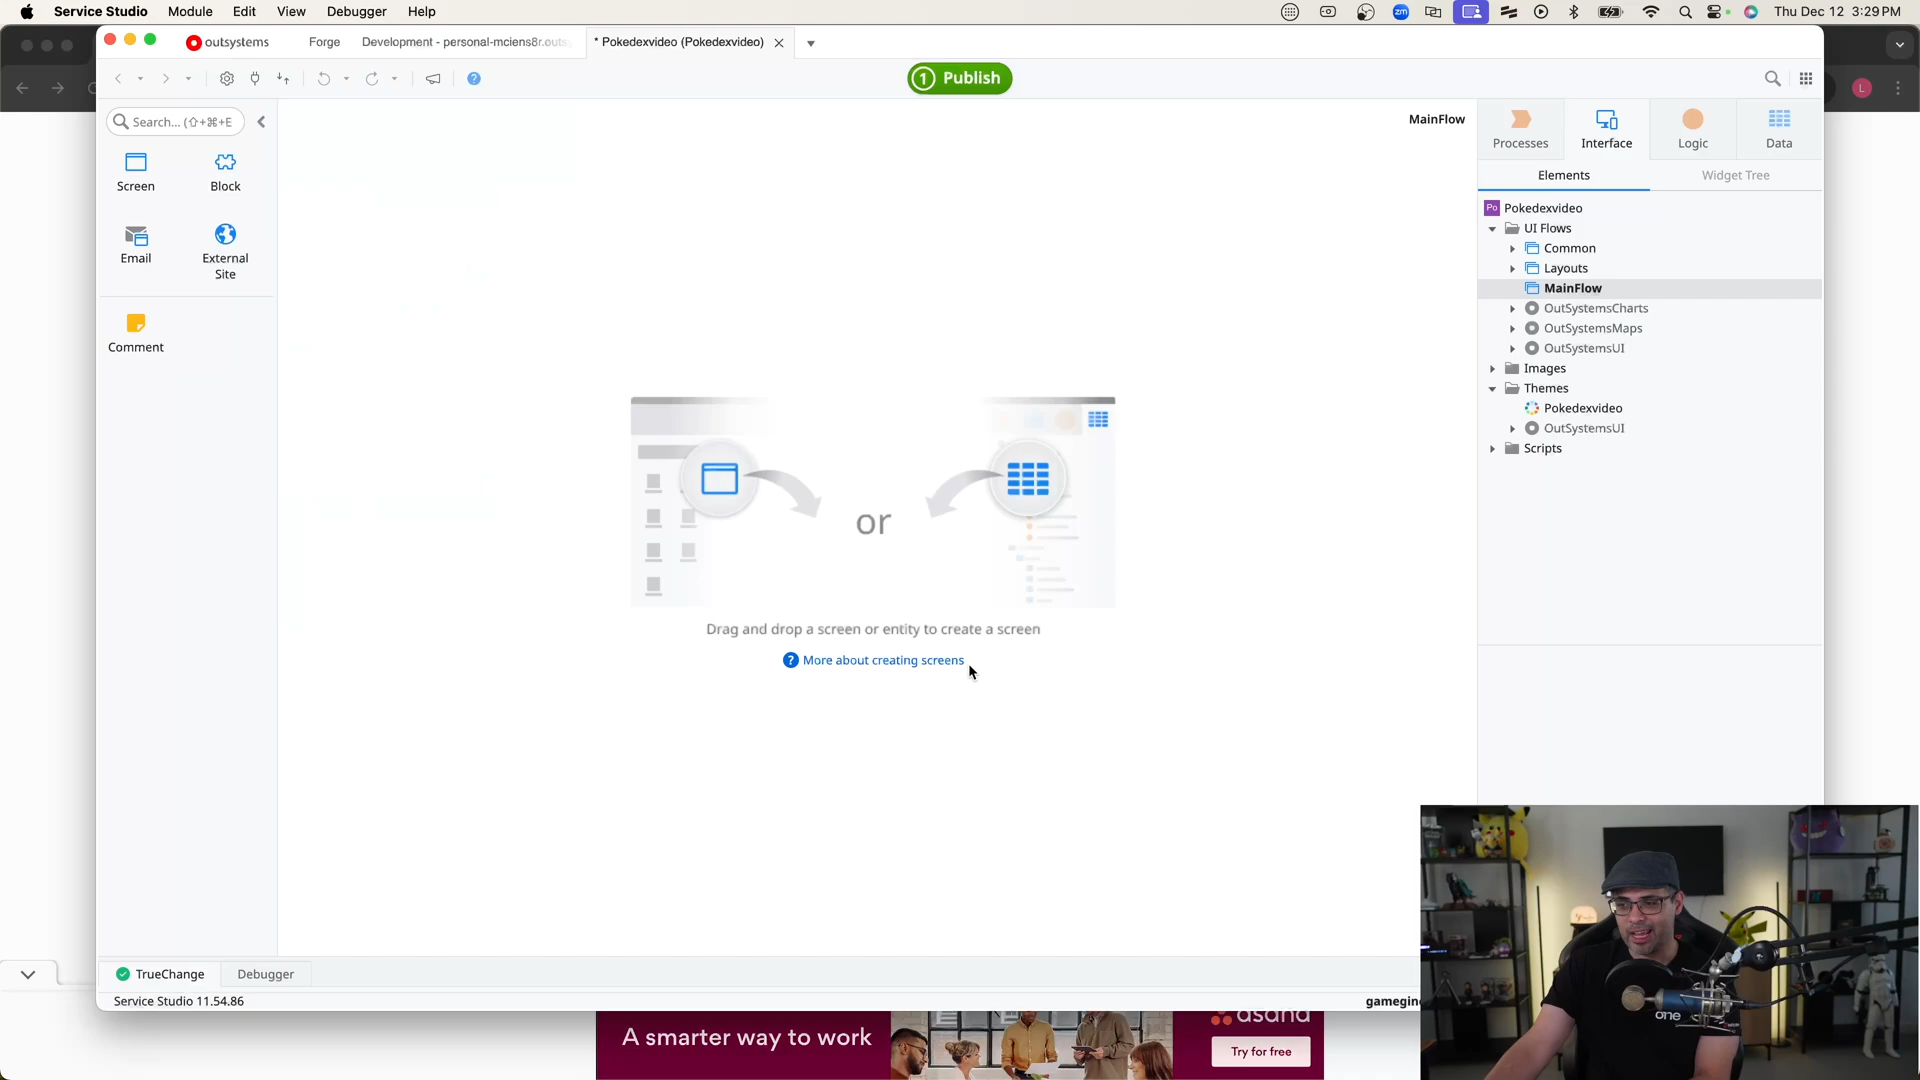 Service Studio Module Edit View Debugger Help
zm
Thu Dec 12 3:29 PM
outsystems Forge Development - personal-mciens8r.outs * Pokedexvideo (Pokedexvideo)
? 1 Publish
L
Search... (⇧+⌘+E
Screen Block
Email External
Site
Comment
MainFlow
Processes Interface Logic Data
Elements Widget Tree
Po Pokedexvideo
UI Flows
Common
Layouts
MainFlow
OutSystemsCharts
OutSystemsMaps
OutSystemsUI
Images
Themes
Pokedexvideo
OutSystemsUI
Scripts
or
Drag and drop a screen or entity to create a screen
? More about creating screens
TrueChange Debugger
Service Studio 11.54.86
A smarter way to work
asana
Try for free
one